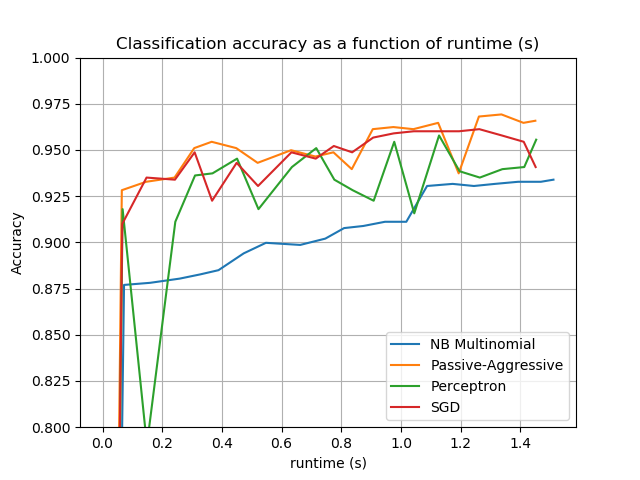 Classification accuracy as a function of runtime (s)
1.000
0.975
0.950
0.925
0.900
0.875
0.850
0.825
0.800
Accuracy
NB Multinomial
Passive-Aggressive
Perceptron
SGD
0.0 0.2 0.4 0.6 0.8 1.0 1.2 1.4
runtime (s)